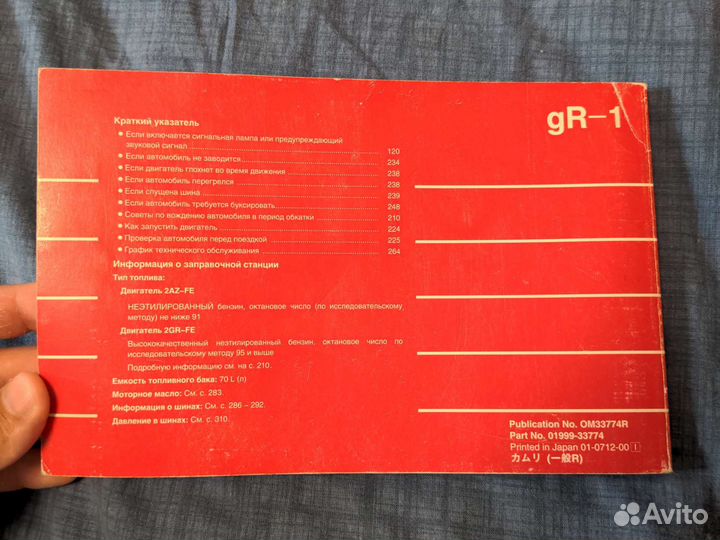 gR–1
Краткий указатель
● Если включается сигнальная лампа или предупреждающий
звуковой сигнал 120
● Если автомобиль не заводится 234
● Если двигатель глохнет во время движения 238
● Если автомобиль перегрелся 238
● Если спущена шина 239
● Если автомобиль требуется буксировать 248
● Советы по вождению автомобиля в период обкатки 210
● Как запустить двигатель 224
● Проверка автомобиля перед поездкой 225
● График технического обслуживания 264
Информация о заправочной станции
Тип топлива:
Двигатель 2AZ–FE
НЕЭТИЛИРОВАННЫЙ бензин, октановое число (по исследовательскому
методу) не ниже 91
Двигатель 2GR–FE
Высококачественный неэтилированный бензин, октановое число по
исследовательскому методу 95 и выше
Подробную информацию см. на с. 210.
Емкость топливного бака: 70 L (л)
Моторное масло: См. с. 283.
Информация о шинах: См. с. 286 – 292.
Давление в шинах: См. с. 310.
Publication No. OM33774R
Part No. 01999-33774
Printed in Japan 01-0712-00 I
カムリ (一般R)
Avito